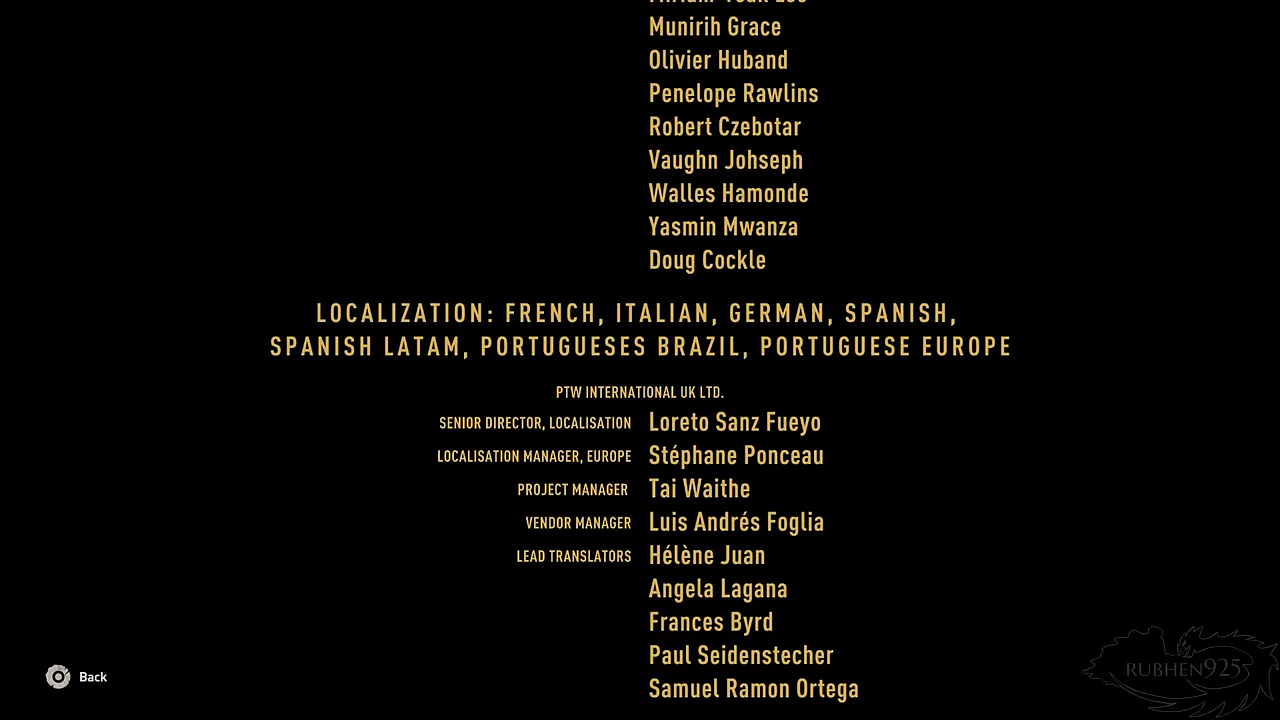 Munirih Grace
Olivier Huband
Penelope Rawlins
Robert Czebotar
Vaughn Johseph
Walles Hamonde
Yasmin Mwanza
Doug Cockle
LOCALIZATION: FRENCH, ITALIAN, GERMAN, SPANISH,
SPANISH LATAM, PORTUGUESES BRAZIL, PORTUGUESE EUROPE
PTW INTERNATIONAL UK LTD.
SENIOR DIRECTOR, LOCALISATION Loreto Sanz Fueyo
LOCALISATION MANAGER, EUROPE Stéphane Ponceau
PROJECT MANAGER Tai Waithe
VENDOR MANAGER Luis Andrés Foglia
LEAD TRANSLATORS Hélène Juan
Angela Lagana
Frances Byrd
Paul Seidenstecher
Samuel Ramon Ortega
Back
RUBHEN925